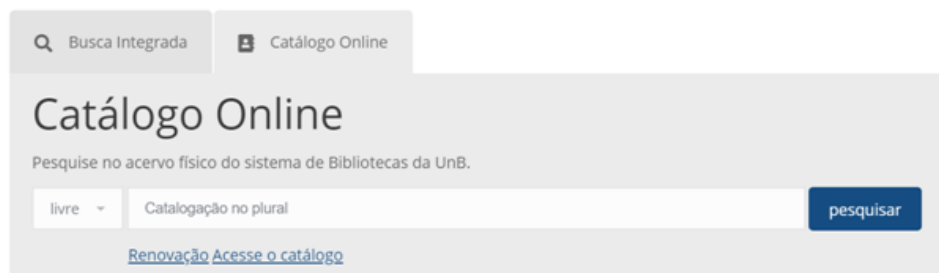 Busca Integrada Catálogo Online
Catálogo Online
Pesquise no acervo físico do sistema de Bibliotecas da UnB.
livre Catalogação no plural pesquisar
Renovação Acesse o catálogo